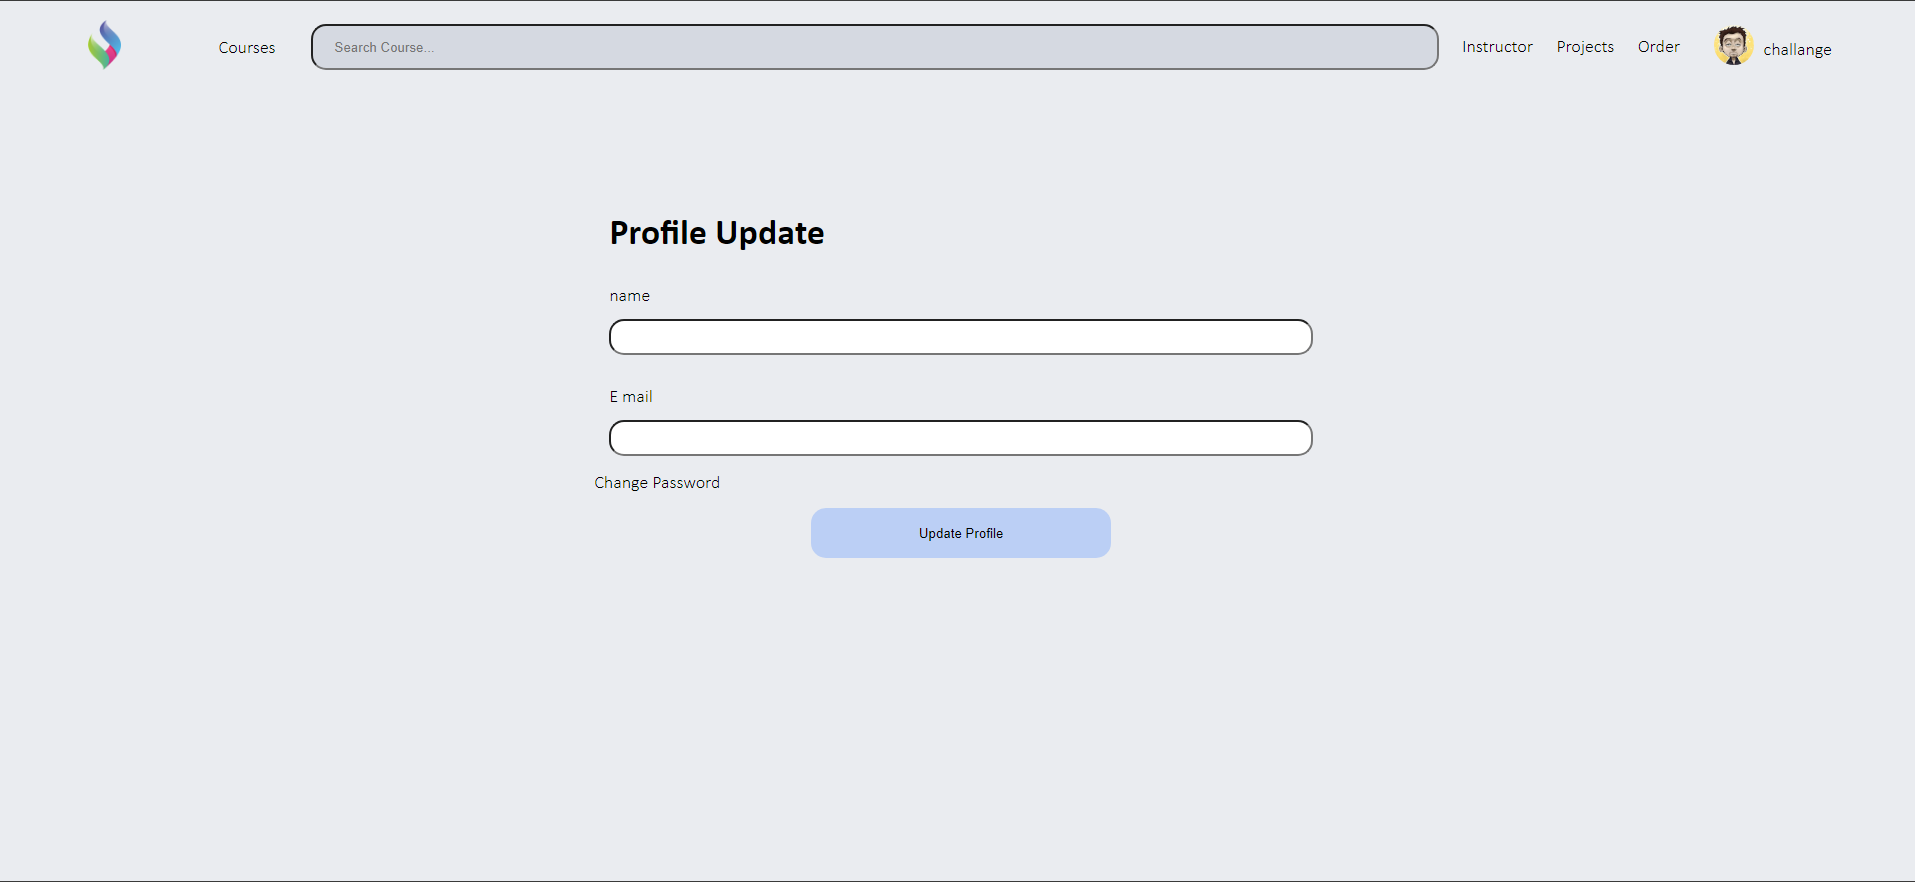 Courses
Search Course...
Instructor
Projects
Order
challange
Profile Update
name
E mail
Change Password
Update Profile